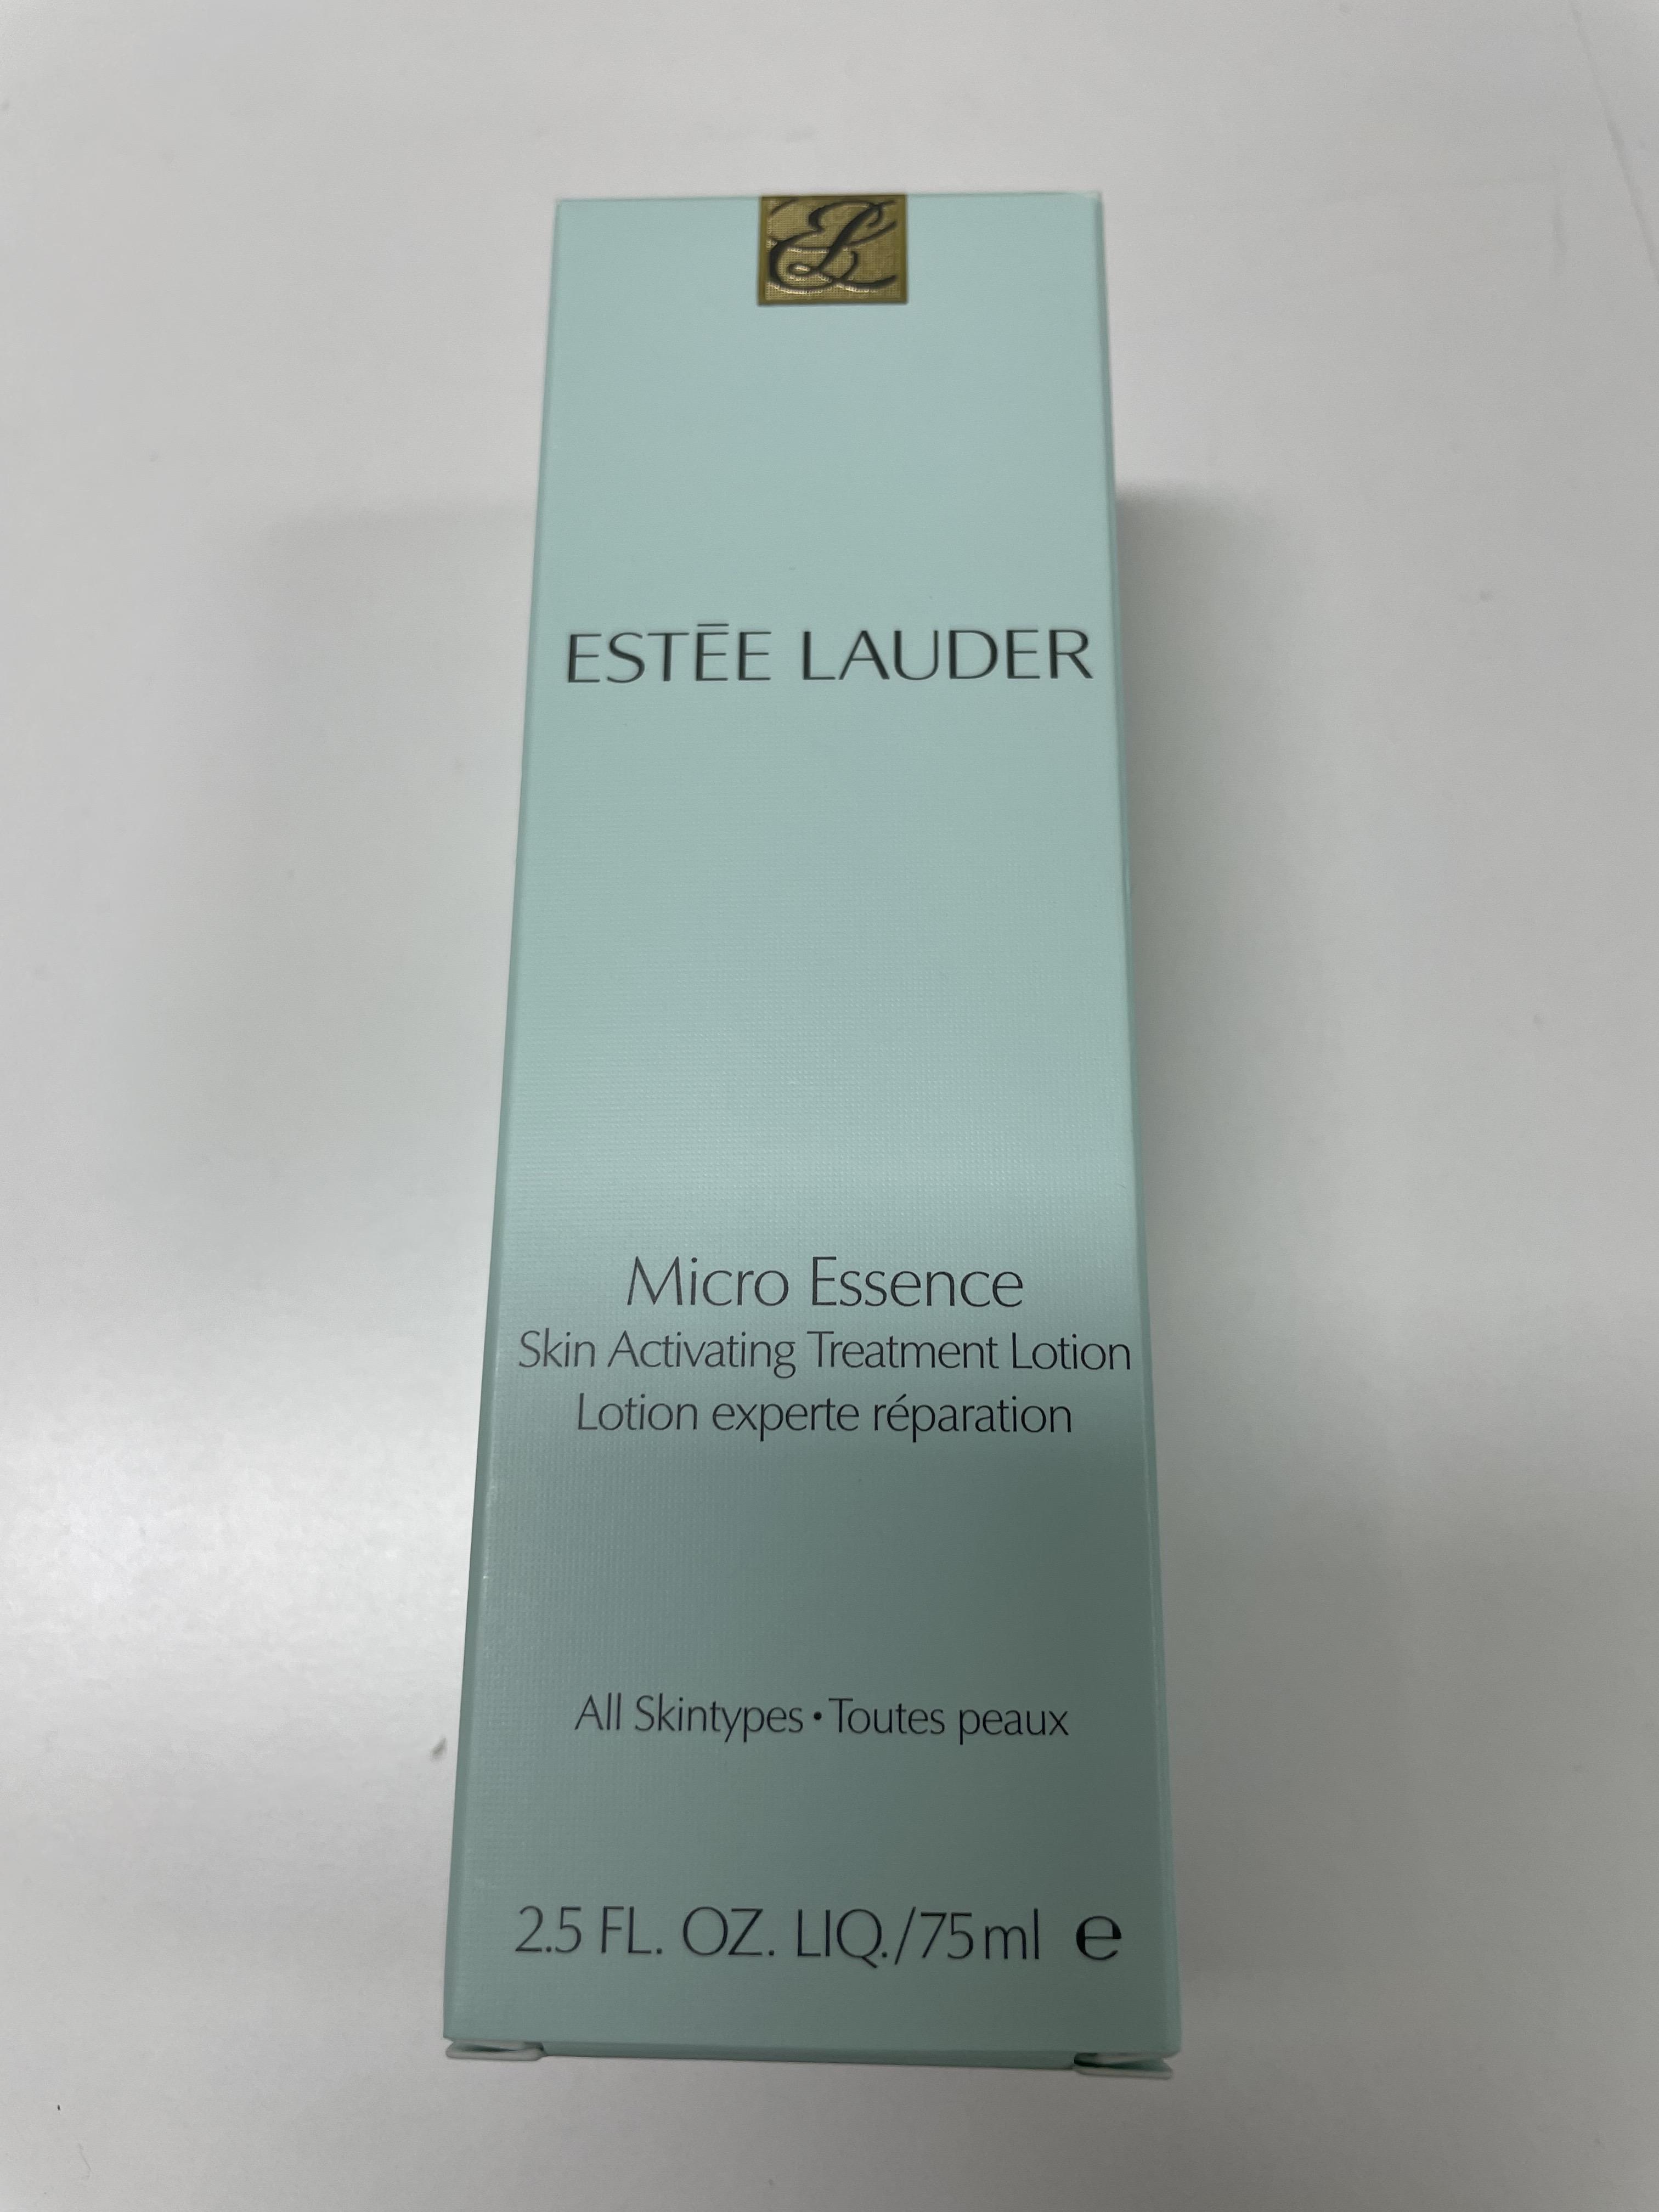 EL
ESTĒE LAUDER
Micro Essence
Skin Activating Treatment Lotion
Lotion experte réparation
All Skintypes • Toutes peaux
2.5 FL. OZ. LIQ./75ml e